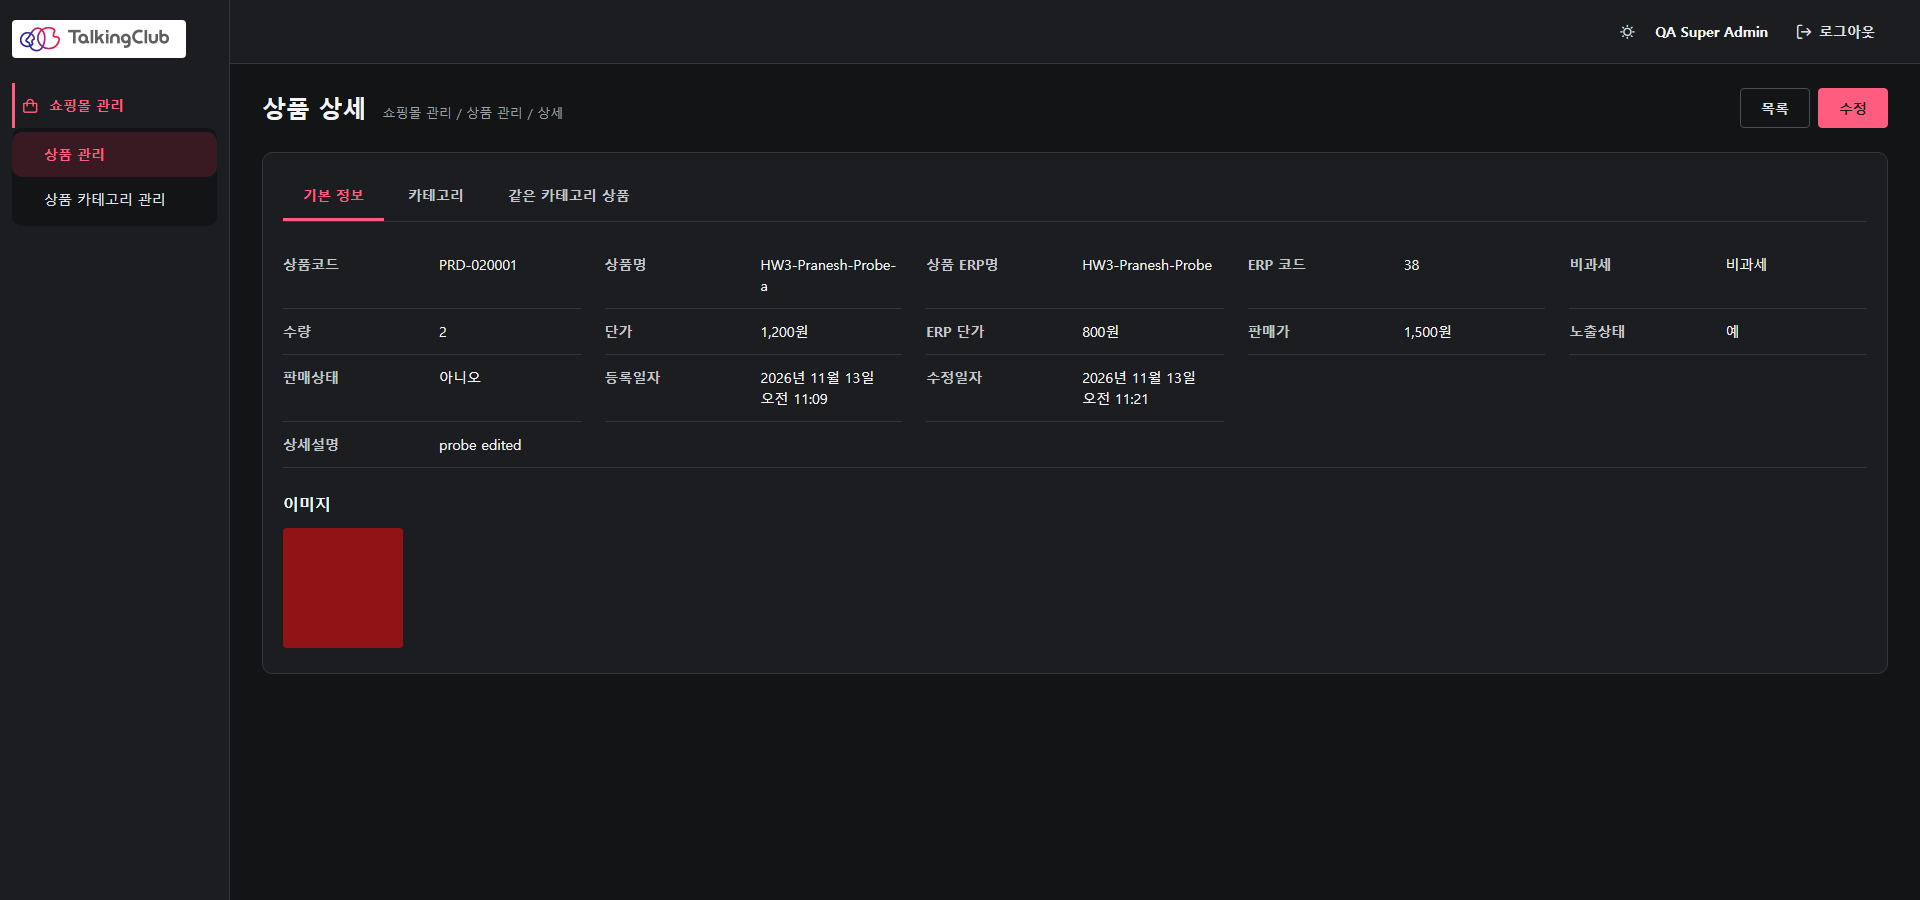 TalkingClub
QA Super Admin
로그아웃
쇼핑몰 관리
상품 관리
상품 카테고리 관리
상품 상세
쇼핑몰 관리 / 상품 관리 / 상세
목록
수정
기본 정보
카테고리
같은 카테고리 상품
상품코드
PRD-020001
상품명
HW3-Pranesh-Probe-
a
상품 ERP명
HW3-Pranesh-Probe
ERP 코드
38
비과세
비과세
수량
2
단가
1,200원
ERP 단가
800원
판매가
1,500원
노출상태
예
판매상태
아니오
등록일자
2026년 11월 13일
오전 11:09
수정일자
2026년 11월 13일
오전 11:21
상세설명
probe edited
이미지